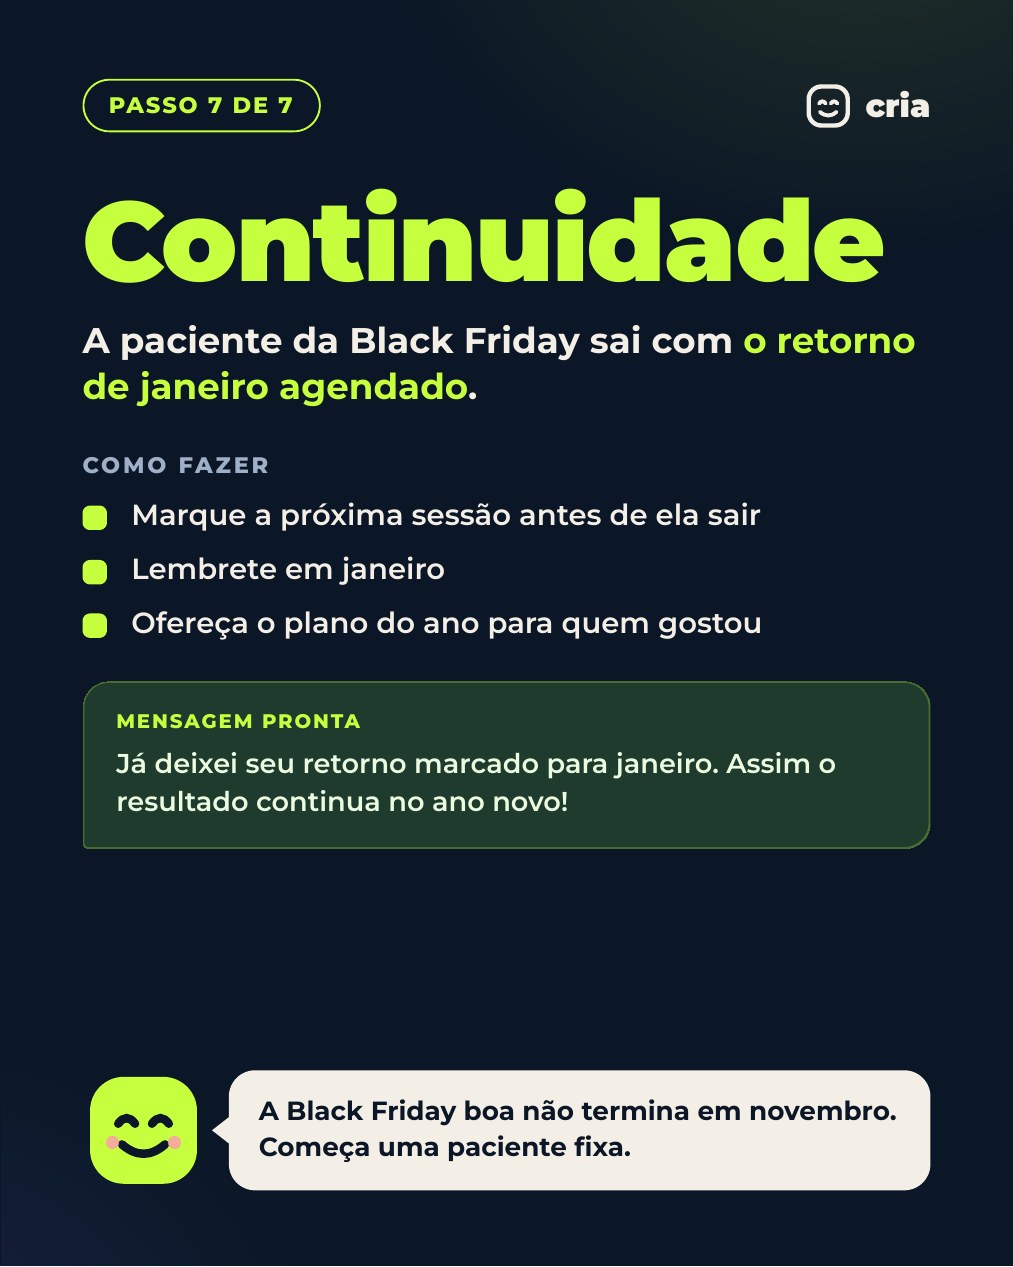 PASSO 7 DE 7
cria
Continuidade
A paciente da Black Friday sai com o retorno
de janeiro agendado.
COMO FAZER
Marque a próxima sessão antes de ela sair
Lembrete em janeiro
Ofereça o plano do ano para quem gostou
MENSAGEM PRONTA
Já deixei seu retorno marcado para janeiro. Assim o
resultado continua no ano novo!
A Black Friday boa não termina em novembro.
Começa uma paciente fixa.